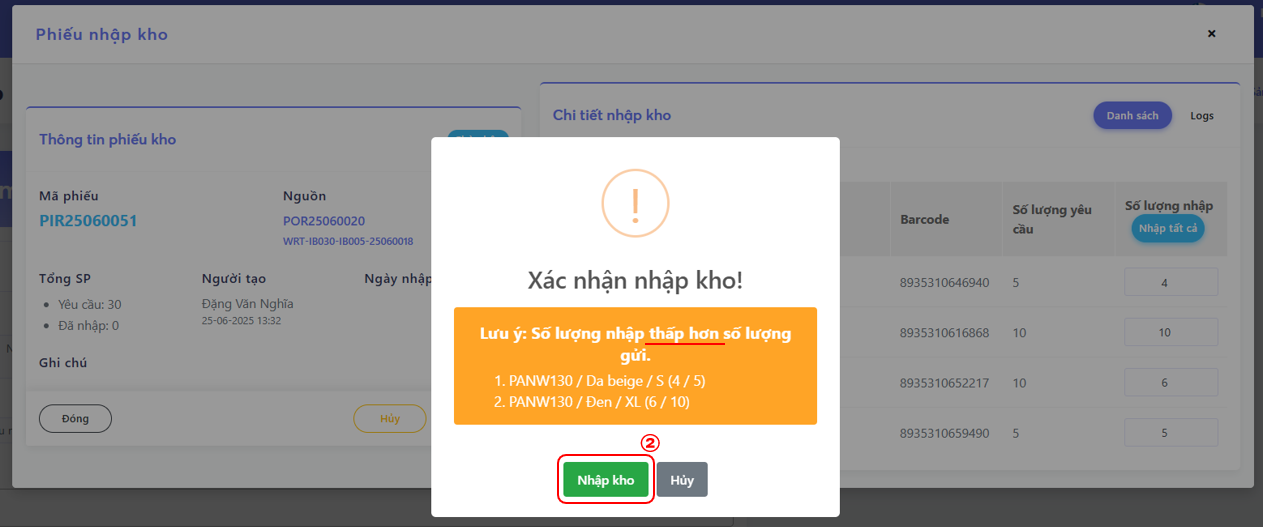 Phiếu nhập kho
×
Thông tin phiếu kho
Mã phiếu
PIR25060051
Nguồn
POR25060020
WRT-IB030-IB005-25060018
Tổng SP
Yêu cầu: 30
Đã nhập: 0
Người tạo
Đặng Văn Nghĩa
25-06-2025 13:32
Ngày nhập
Ghi chú
Đóng
Hủy
Chi tiết nhập kho
Danh sách
Logs
Barcode
Số lượng yêu
cầu
Số lượng nhập
Nhập tất cả
8935310646940 5 4
8935310616868 10 10
8935310652217 10 6
8935310659490 5 5
!
Xác nhận nhập kho!
Lưu ý: Số lượng nhập thấp hơn số lượng
gửi.
1. PANW130 / Da beige / S (4 / 5)
2. PANW130 / Đen / XL (6 / 10)
②
Nhập kho
Hủy